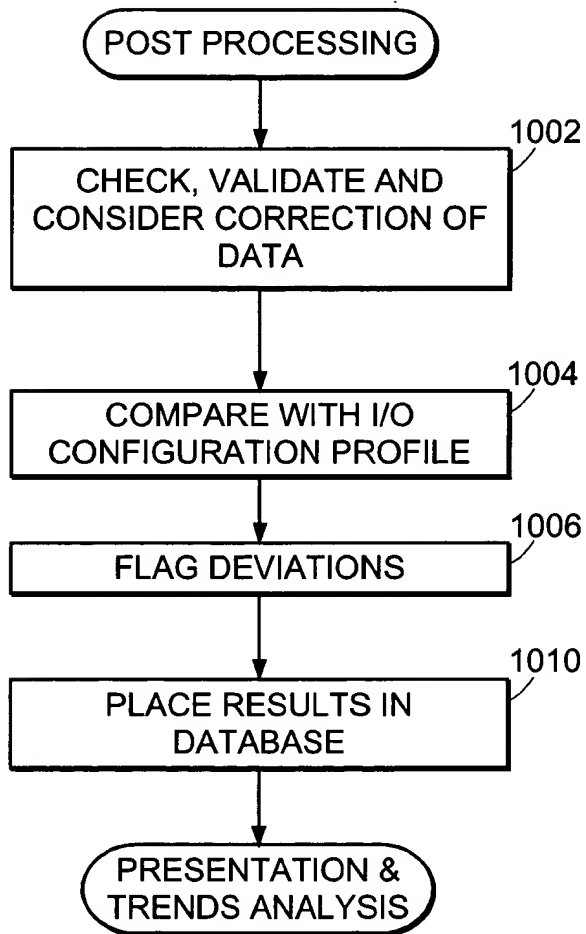 POST PROCESSING
1002
CHECK, VALIDATE AND
CONSIDER CORRECTION OF
DATA
1004
COMPARE WITH I/O
CONFIGURATION PROFILE
1006
FLAG DEVIATIONS
1010
PLACE RESULTS IN
DATABASE
PRESENTATION &
TRENDS ANALYSIS